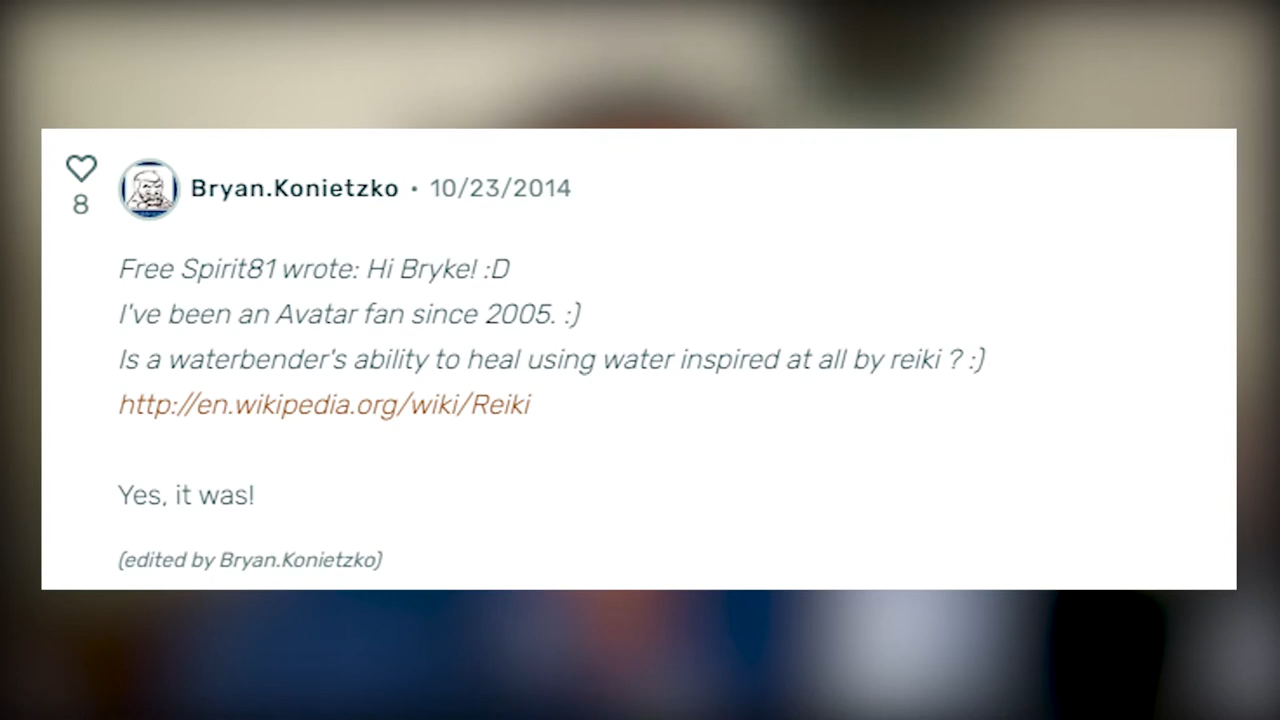 8
Bryan.Konietzko • 10/23/2014
Free Spirit81 wrote: Hi Bryke! :D
I've been an Avatar fan since 2005. :)
Is a waterbender's ability to heal using water inspired at all by reiki ? :)
http://en.wikipedia.org/wiki/Reiki
Yes, it was!
(edited by Bryan.Konietzko)